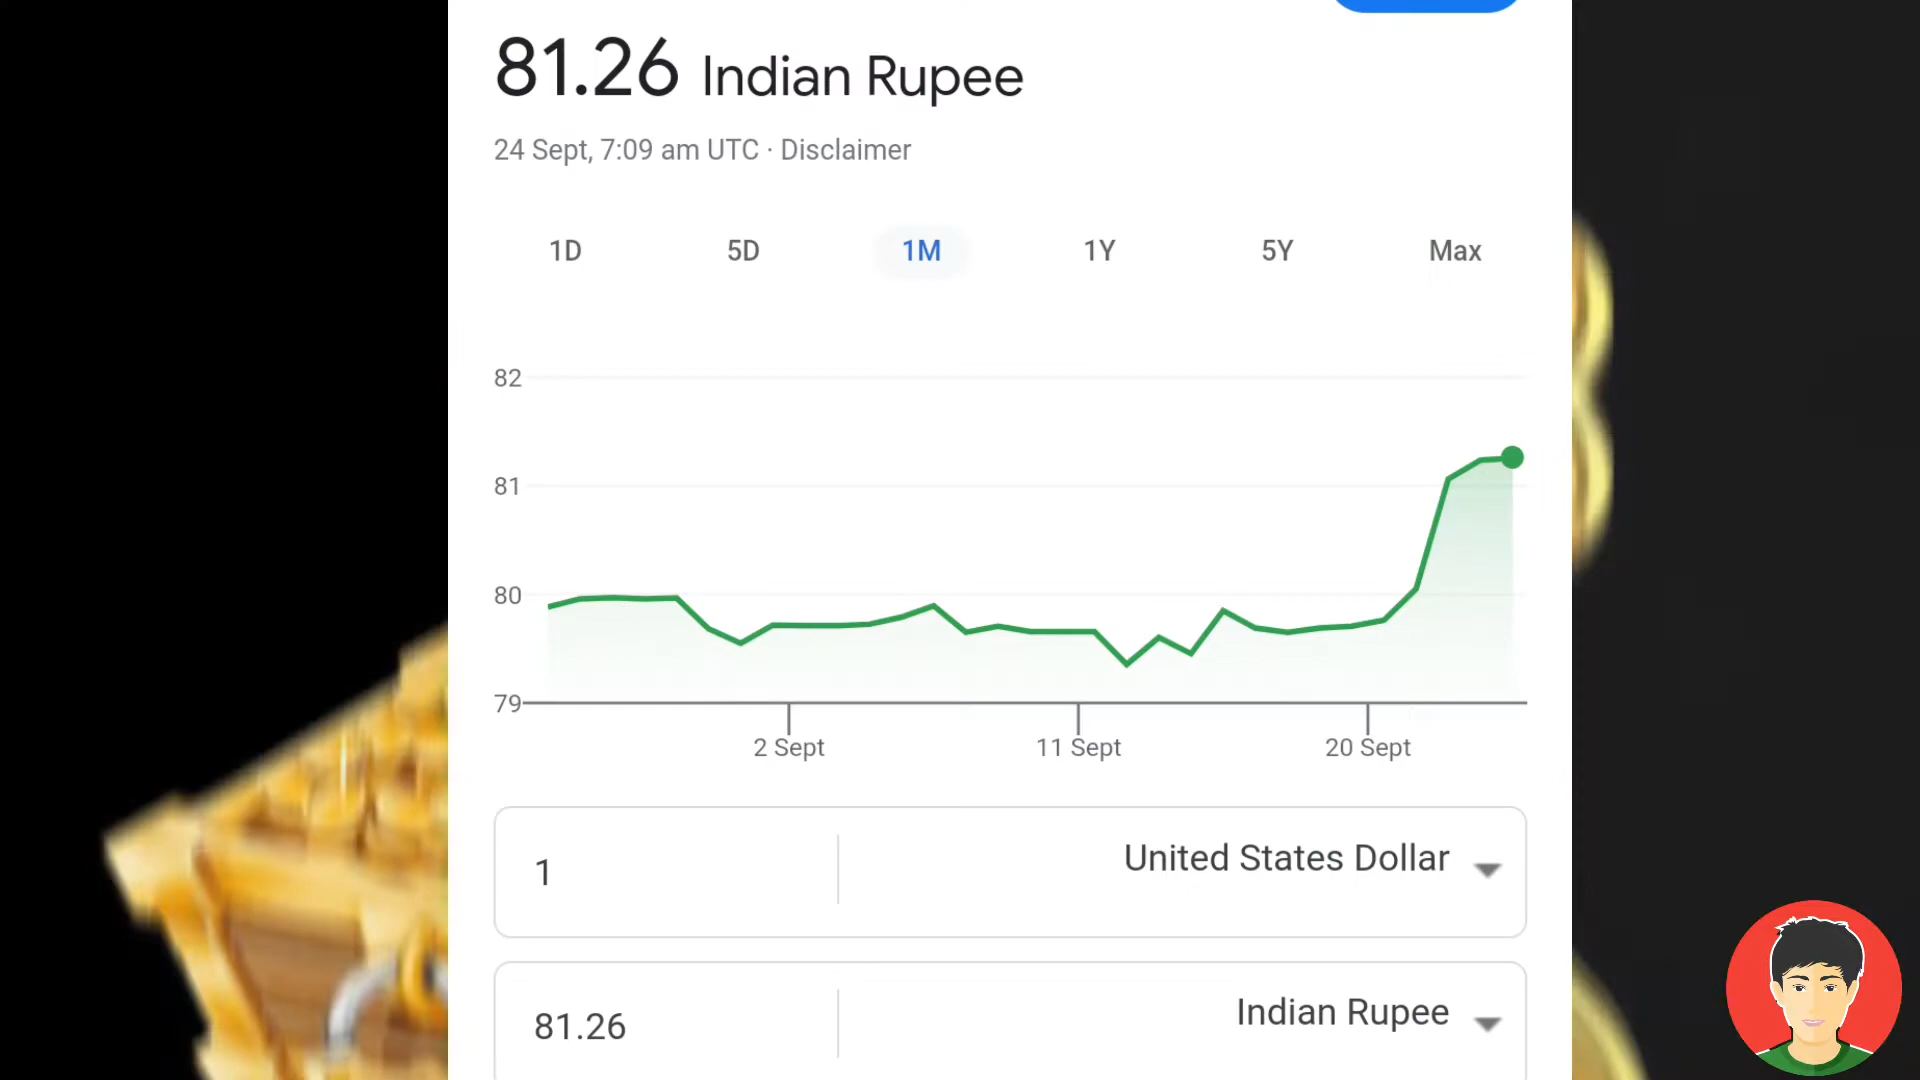 81.26 Indian Rupee
24 Sept, 7:09 am UTC · Disclaimer
1D 5D 1M 1Y 5Y Max
82
81
80
79
2 Sept 11 Sept 20 Sept
1 United States Dollar
81.26 Indian Rupee